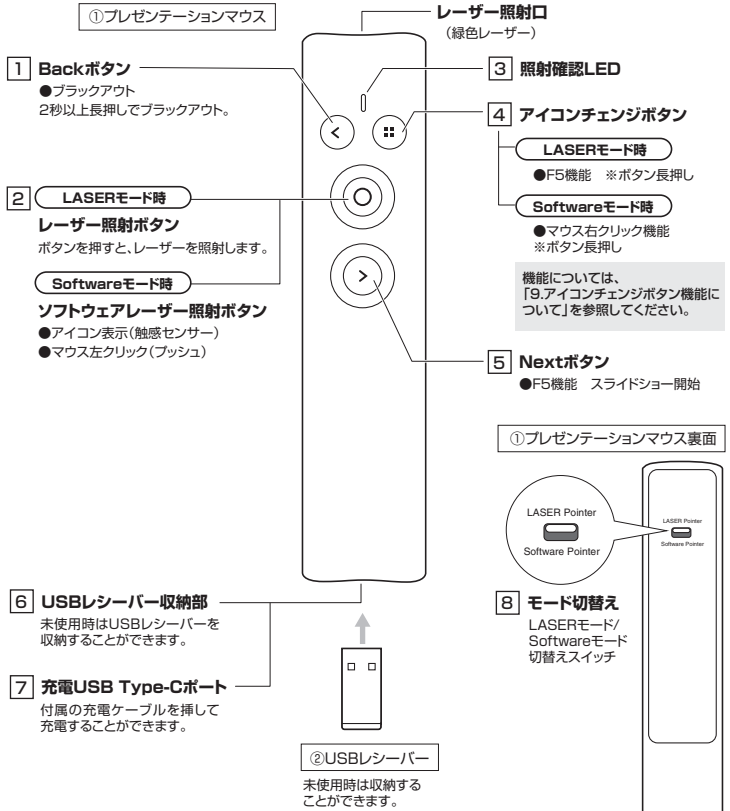 ①プレゼンテーションマウス
レーザー照射口
（緑色レーザー）
1 Backボタン
●ブラックアウト
2秒以上長押しでブラックアウト。
3 照射確認LED
4 アイコンチェンジボタン
LASERモード時
●F5機能　※ボタン長押し
Softwareモード時
●マウス右クリック機能
※ボタン長押し
機能については、
「9.アイコンチェンジボタン機能に
ついて」を参照してください。
2 LASERモード時
レーザー照射ボタン
ボタンを押すと、レーザーを照射します。
Softwareモード時
ソフトウェアレーザー照射ボタン
●アイコン表示（触感センサー）
●マウス左クリック（プッシュ）
5 Nextボタン
●F5機能　スライドショー開始
①プレゼンテーションマウス裏面
LASER Pointer
Software Pointer
LASER Pointer
Software Pointer
8 モード切替え
LASERモード/
Softwareモード
切替えスイッチ
6 USBレシーバー収納部
未使用時はUSBレシーバーを
収納することができます。
7 充電USB Type-Cポート
付属の充電ケーブルを挿して
充電することができます。
②USBレシーバー
未使用時は収納する
ことができます。